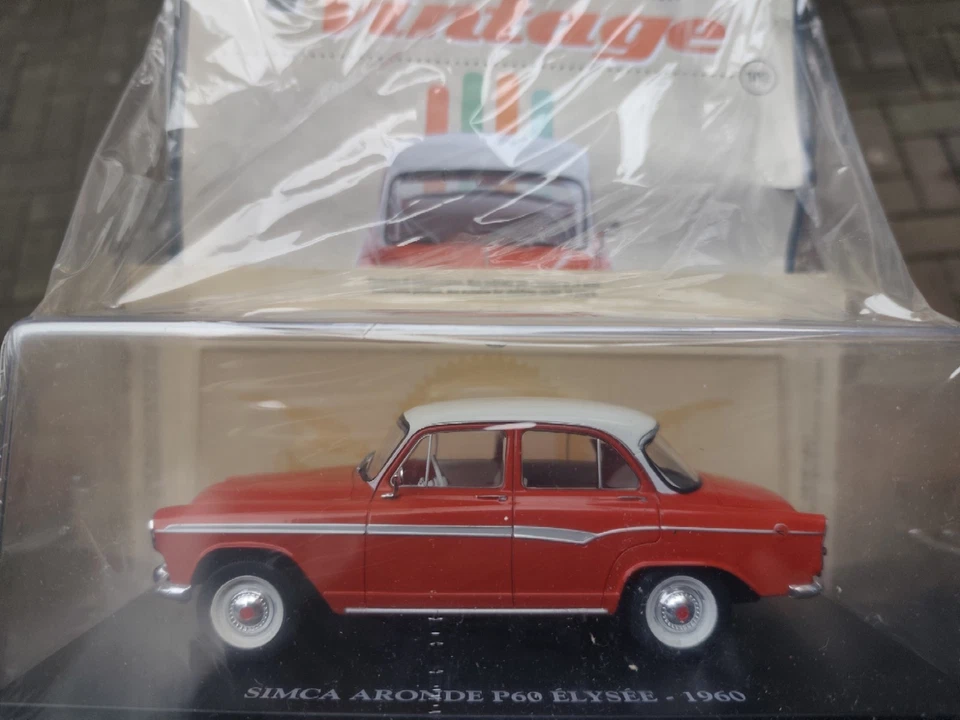 Vintage
SIMCA ARONDE P60 ÉLYSÉE - 1960